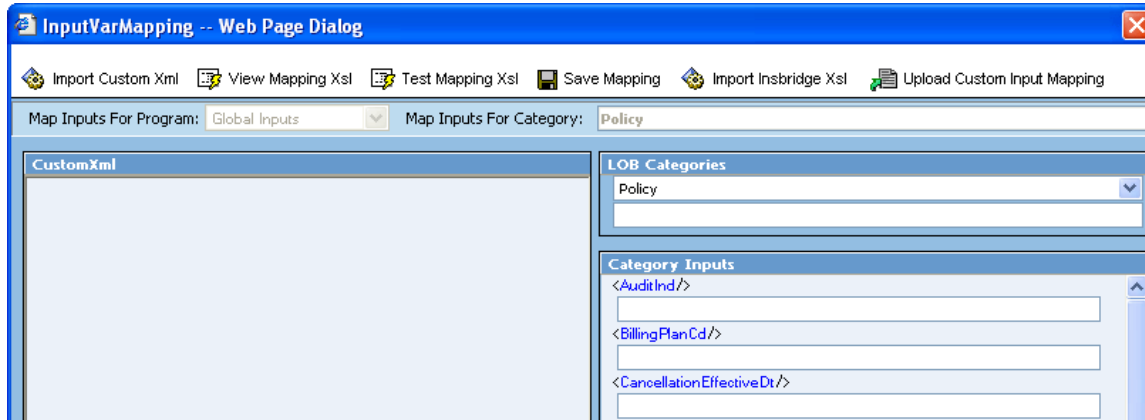 InputVarMapping -- Web Page Dialog
Import Custom Xml View Mapping Xsl Test Mapping Xsl Save Mapping Import Insbridge Xsl Upload Custom Input Mapping
Map Inputs For Program: Global Inputs Map Inputs For Category: Policy
CustomXml
LOB Categories
Policy
Category Inputs
<AuditInd/>
<BillingPlanCd/>
<CancellationEffectiveDt/>